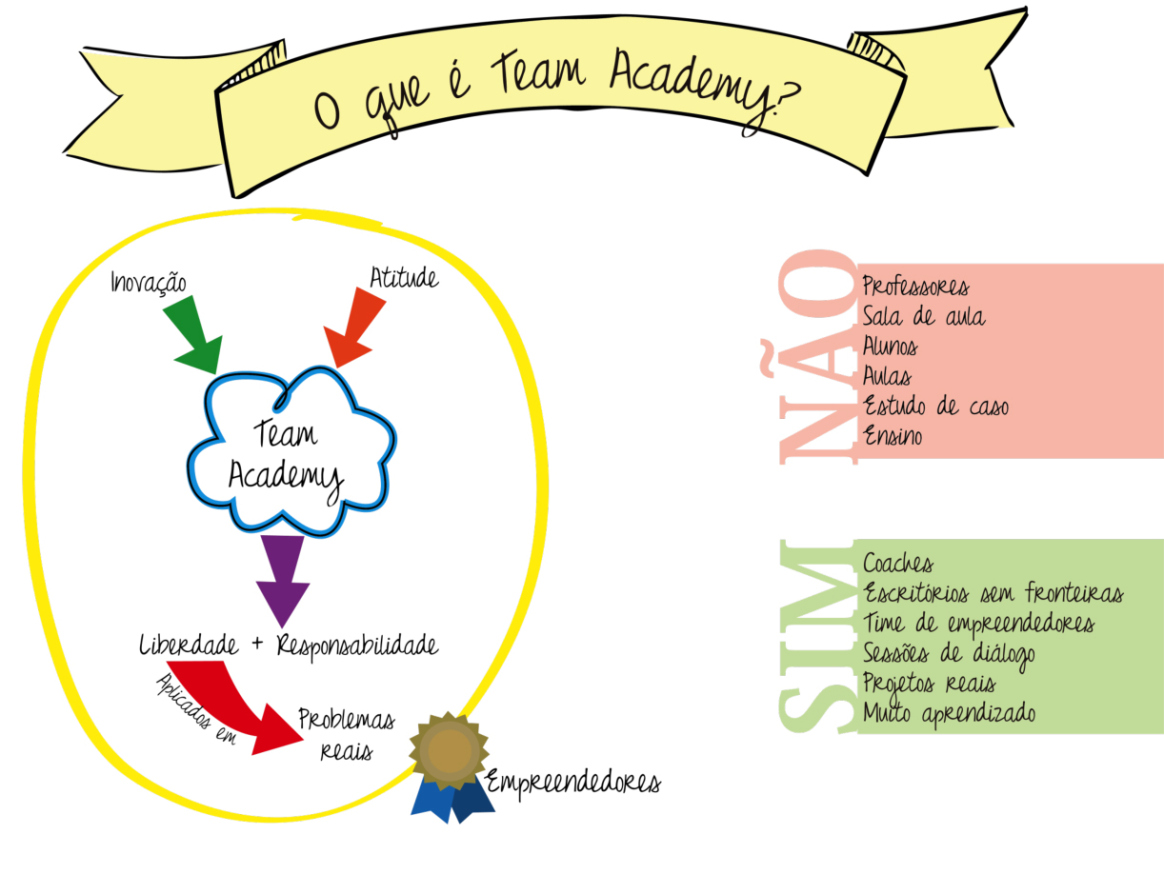 O que é Team Academy?
Inovação
Atitude
Team
Academy
Liberdade + Responsabilidade
Aplicados em
Problemas
reais
Empreendedores
NÃO
Professores
Sala de aula
Alunos
Aulas
Estudo de caso
Ensino
SIM
Coaches
Escritórios sem fronteiras
Time de empreendedores
Sessões de diálogo
Projetos reais
Muito aprendizado